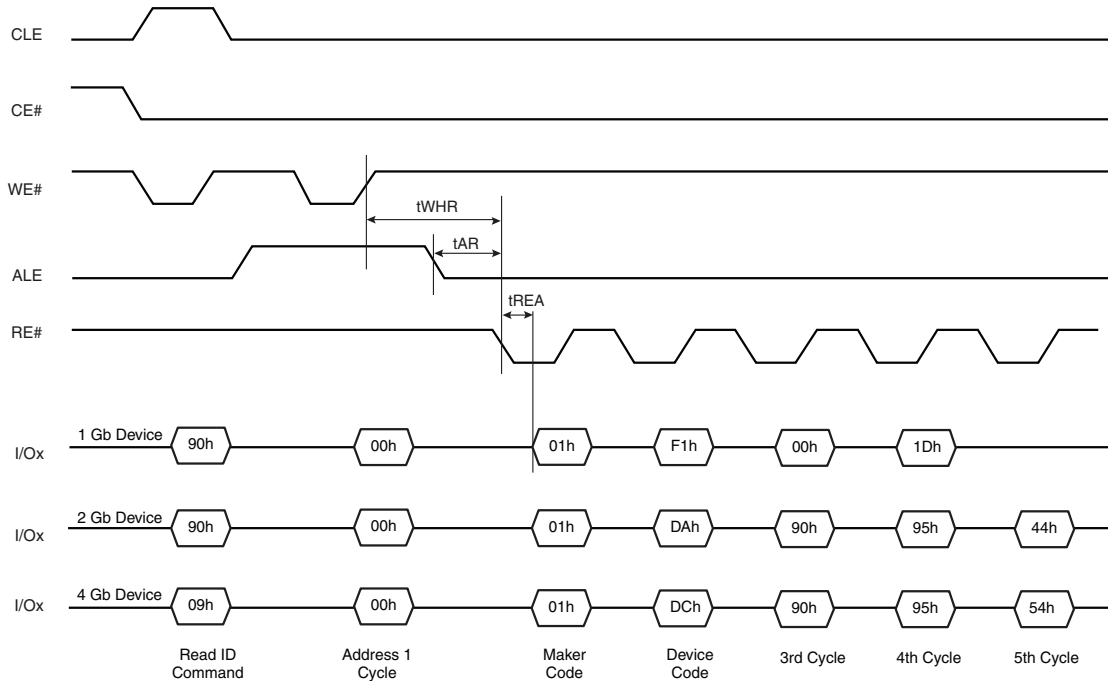 CLE
CE#
WE#
tWHR
tAR
ALE
tREA
RE#
I/Ox 1 Gb Device 90h 00h 01h F1h 00h 1Dh
I/Ox 2 Gb Device 90h 00h 01h DAh 90h 95h 44h
I/Ox 4 Gb Device 09h 00h 01h DCh 90h 95h 54h
Read ID Address 1 Maker Device 3rd Cycle 4th Cycle 5th Cycle
Command Cycle Code Code